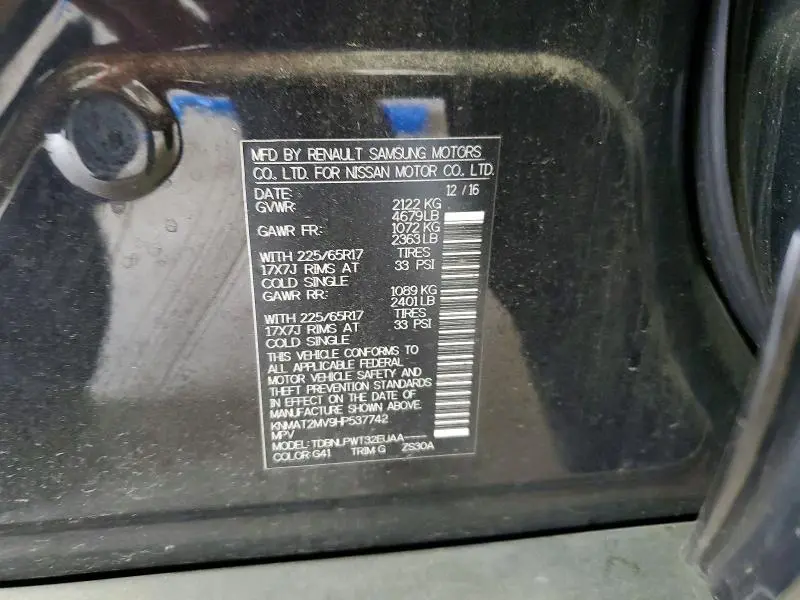 MFD BY RENAULT SAMSUNG MOTORS
CO., LTD. FOR NISSAN MOTOR CO., LTD.
DATE: 12 / 16
GVWR: 2122 KG
4679LB
GAWR FR: 1072 KG
2363LB
WITH 225/65R17 TIRES
17X7J RIMS AT 33 PSI
COLD SINGLE
GAWR RR: 1089 KG
2401LB
WITH 225/65R17 TIRES
17X7J RIMS AT 33 PSI
COLD SINGLE
THIS VEHICLE CONFORMS TO
ALL APPLICABLE FEDERAL
MOTOR VEHICLE SAFETY AND
THEFT PREVENTION STANDARDS
IN EFFECT ON THE DATE OF
MANUFACTURE SHOWN ABOVE.
KNMAT2MV9HP537742
MPV
MODEL: TDBNLPWT32EUAA----
COLOR: G41 TRIM: G ZS30A